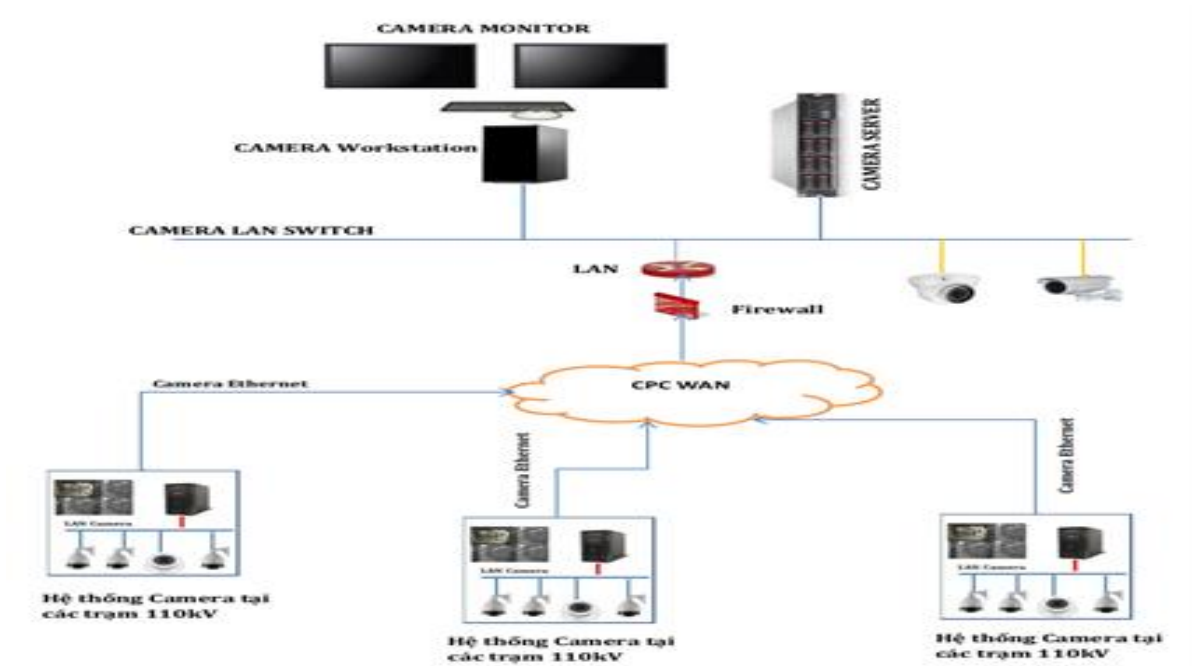 CAMERA MONITOR
CAMERA Workstation
CAMERA SERVER
CAMERA LAN SWITCH
LAN
Firewall
CPC WAN
Camera Ethernet
Camera Ethernet
Camera Ethernet
LAN Camera
LAN Camera
LAN Camera
Hệ thống Camera tại
các trạm 110kV
Hệ thống Camera tại
các trạm 110kV
Hệ thống Camera tại
các trạm 110kV